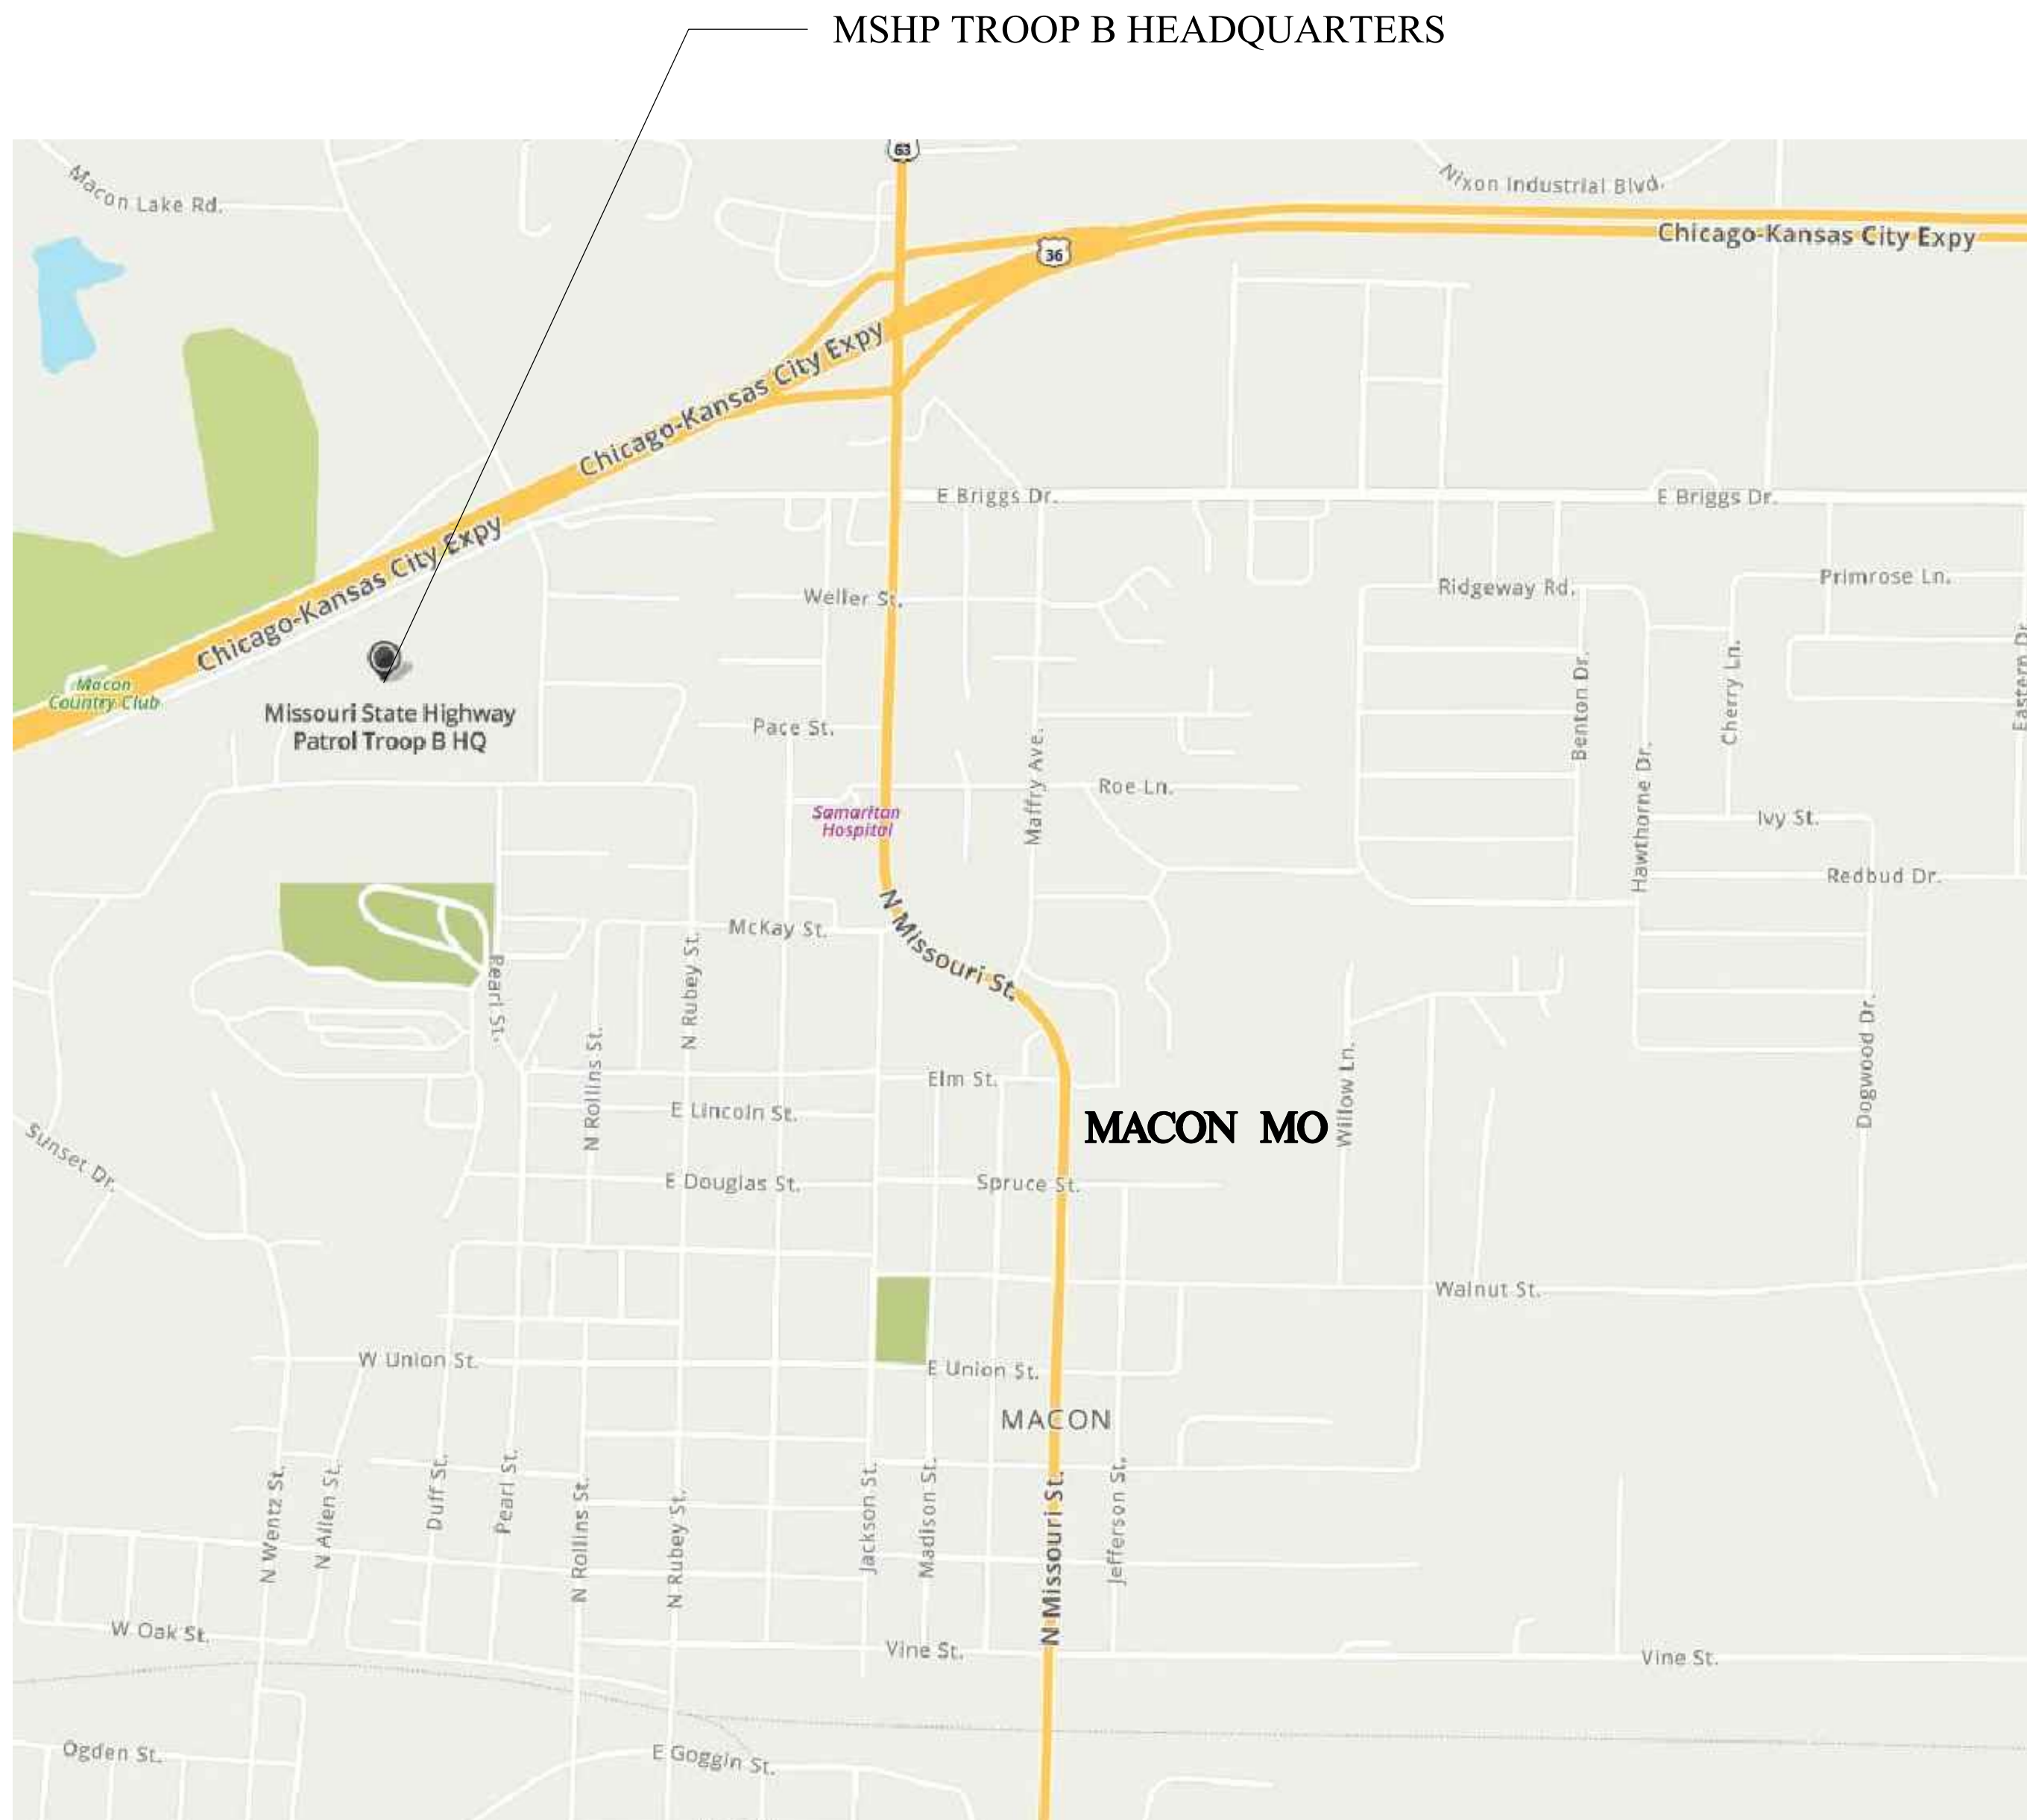 MSHP TROOP B HEADQUARTERS
63
Macon Lake Rd.
Nixon Industrial Blvd.
36
Chicago-Kansas City Expy
Chicago-Kansas City Expy
E Briggs Dr.
E Briggs Dr.
Chicago-Kansas City Expy
Weller St.
Ridgeway Rd.
Primrose Ln.
Eastern Dr.
Macon
Country Club
Missouri State Highway
Patrol Troop B HQ
Pace St.
Maffry Ave.
Benton Dr.
Cherry Ln.
Hawthorne Dr.
Roe Ln.
Samaritan
Hospital
Ivy St.
Redbud Dr.
McKay St.
N Missouri St.
Pearl St.
N Rubey St.
N Rollins St.
Elm St.
E Lincoln St.
MACON MO
Willow Ln.
Dogwood Dr.
Sunset Dr.
E Douglas St.
Spruce St.
Walnut St.
W Union St.
E Union St.
MACON
N Wentz St.
N Allen St.
Duff St.
Pearl St.
N Rollins St.
N Rubey St.
Jackson St.
Madison St.
N Missouri St.
Jefferson St.
W Oak St.
Vine St.
Vine St.
Ogden St.
E Goggin St.